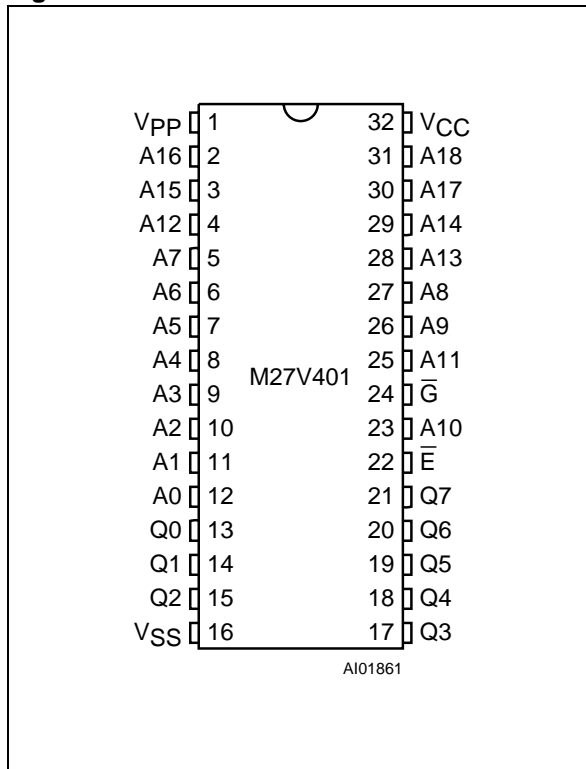 VPP 1 32 VCC
A16 2 31 A18
A15 3 30 A17
A12 4 29 A14
A7 5 28 A13
A6 6 27 A8
A5 7 26 A9
A4 8 25 A11
M27V401
A3 9 24 G̅
A2 10 23 A10
A1 11 22 E̅
A0 12 21 Q7
Q0 13 20 Q6
Q1 14 19 Q5
Q2 15 18 Q4
VSS 16 17 Q3
AI01861